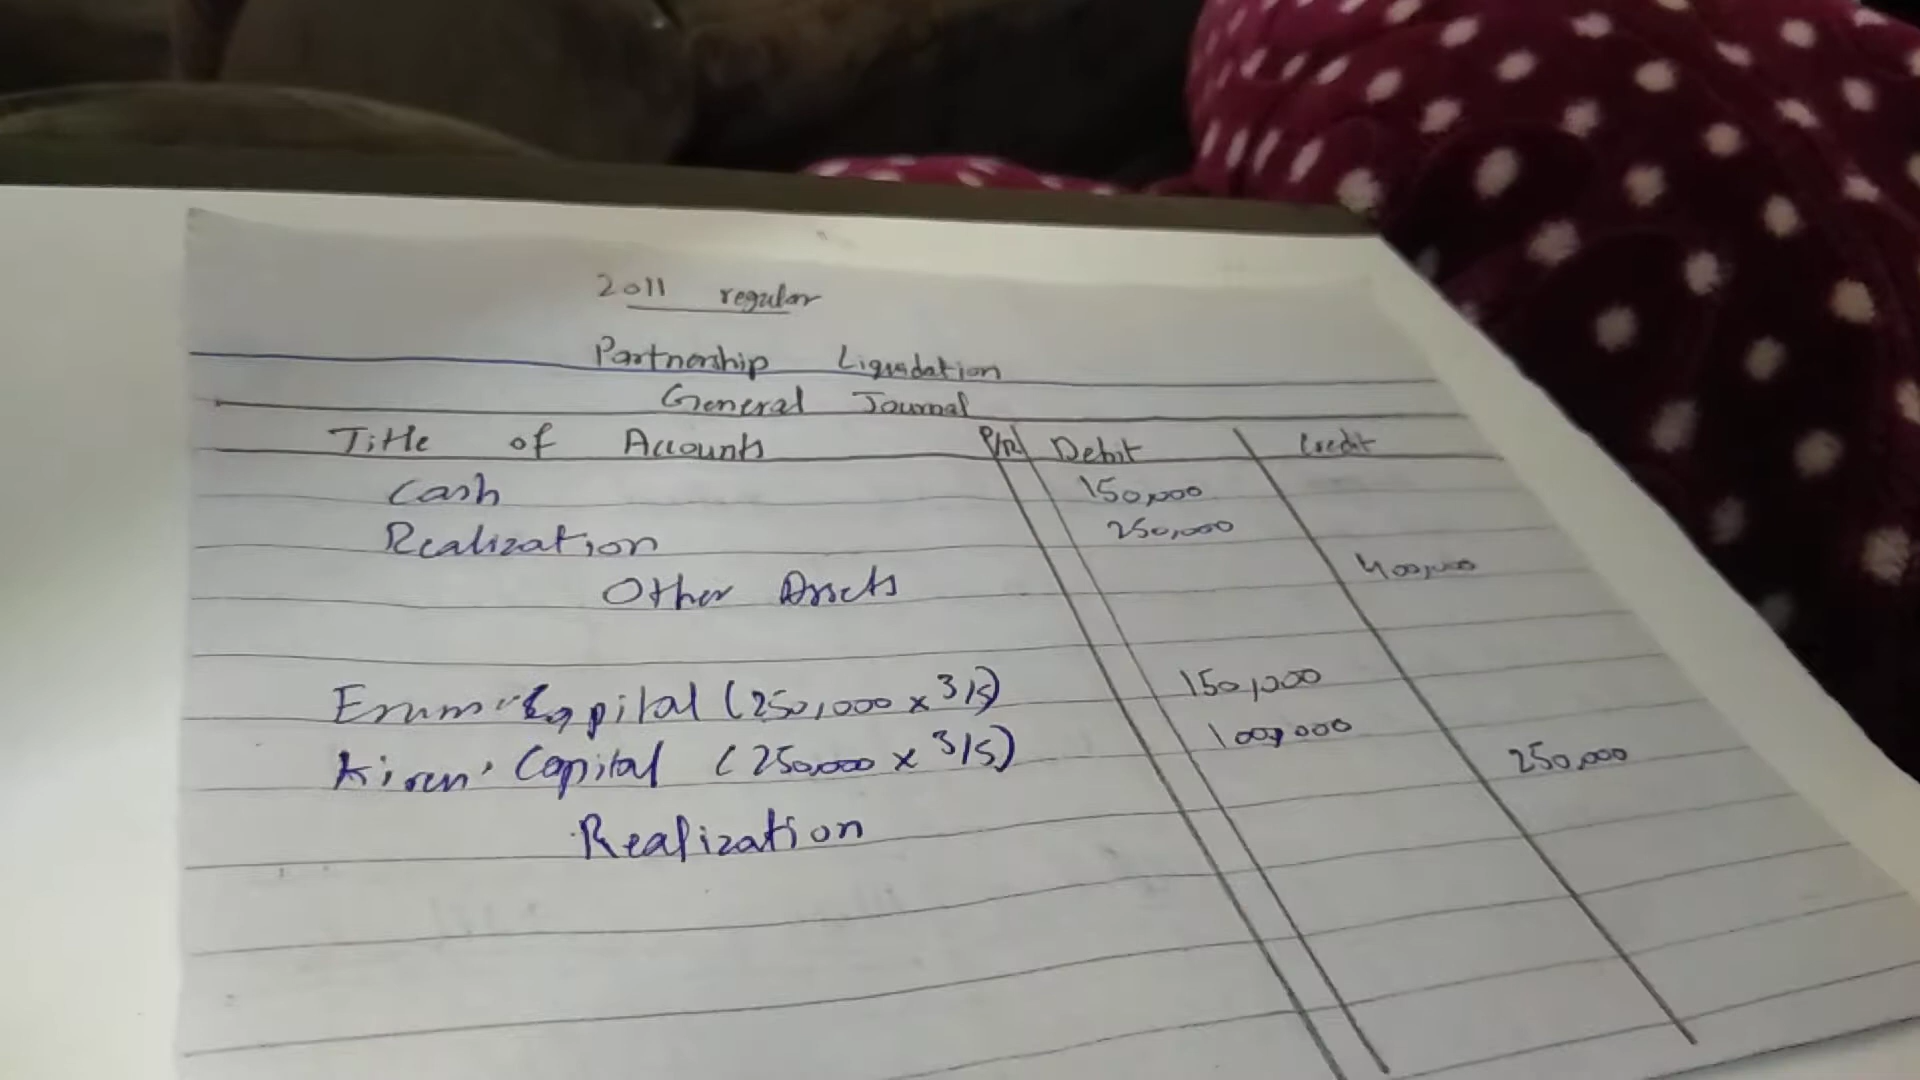 2011 regular
Partnership Liquidation
General Journal
Title of Accounts P/R Debit Credit
Cash 150,000
Realization 250,000
Other Assets 400,000
Erum's Capital (250,000 x 3/5) 150,000
Kiran's Capital (250,000 x 3/5) 100,000
Realization 250,000